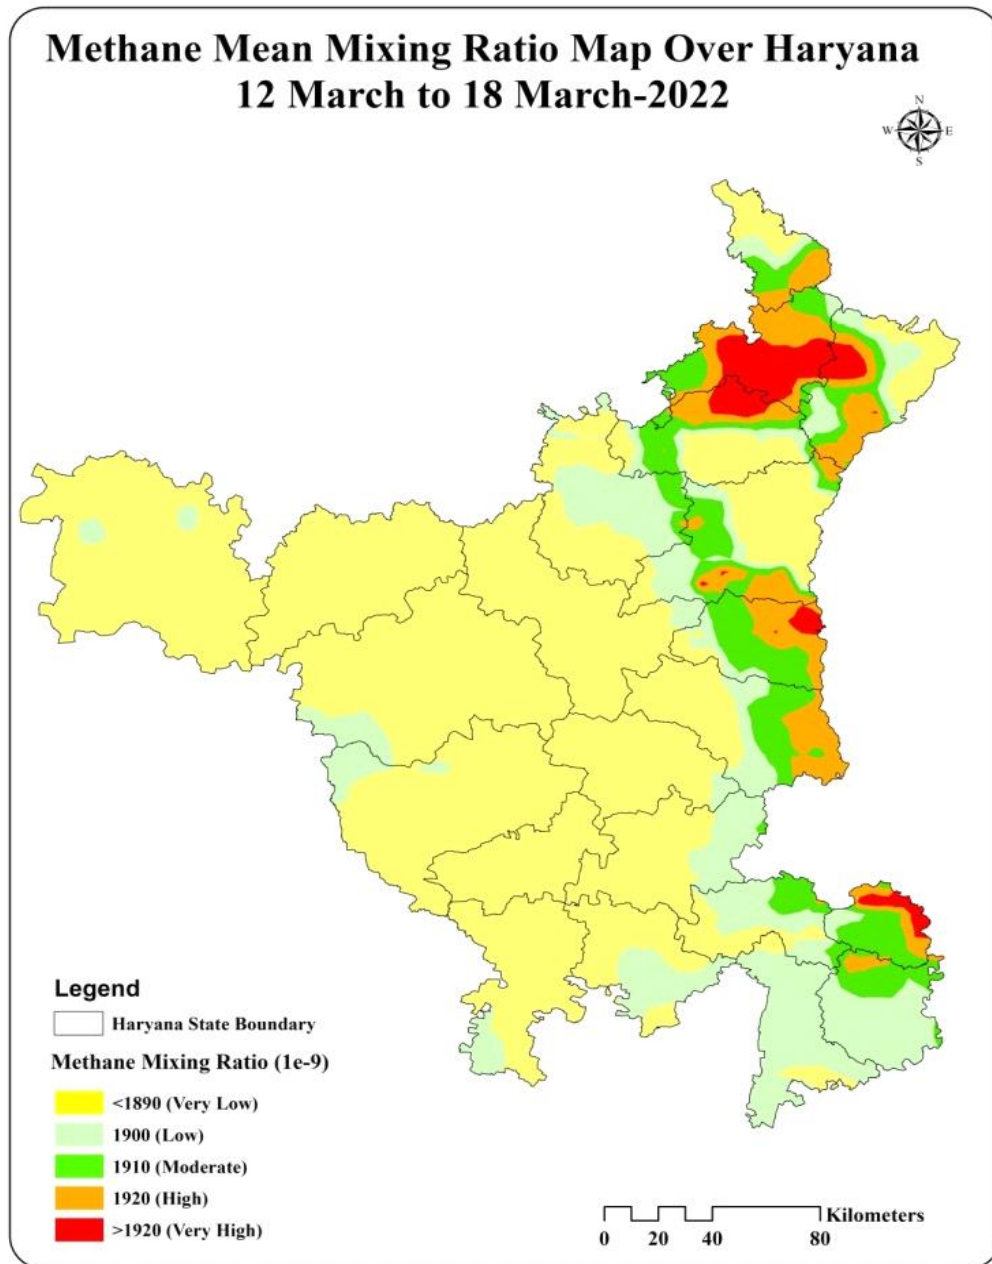 Methane Mean Mixing Ratio Map Over Haryana
12 March to 18 March-2022
N
W E
S
Legend
Haryana State Boundary
Methane Mixing Ratio (1e-9)
<1890 (Very Low)
1900 (Low)
1910 (Moderate)
1920 (High)
>1920 (Very High)
Kilometers
0 20 40 80